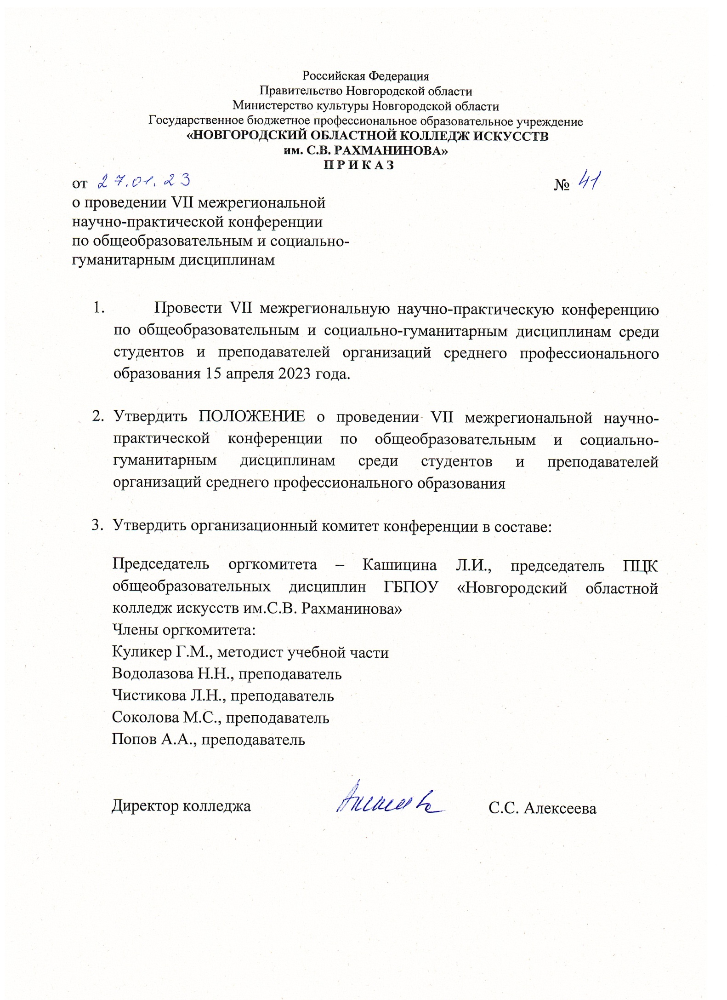 Российская Федерация
Правительство Новгородской области
Министерство культуры Новгородской области
Государственное бюджетное профессиональное образовательное учреждение
«НОВГОРОДСКИЙ ОБЛАСТНОЙ КОЛЛЕДЖ ИСКУССТВ
им. С.В. РАХМАНИНОВА»
П Р И К А З
от 27.01.23 № 41
о проведении VII межрегиональной
научно-практической конференции
по общеобразовательным и социально-
гуманитарным дисциплинам
1. Провести VII межрегиональную научно-практическую конференцию
по общеобразовательным и социально-гуманитарным дисциплинам среди
студентов и преподавателей организаций среднего профессионального
образования 15 апреля 2023 года.
2. Утвердить ПОЛОЖЕНИЕ о проведении VII межрегиональной научно-
практической конференции по общеобразовательным и социально-
гуманитарным дисциплинам среди студентов и преподавателей
организаций среднего профессионального образования
3. Утвердить организационный комитет конференции в составе:
Председатель оргкомитета – Кашицина Л.И., председатель ПЦК
общеобразовательных дисциплин ГБПОУ «Новгородский областной
колледж искусств им.С.В. Рахманинова»
Члены оргкомитета:
Куликер Г.М., методист учебной части
Водолазова Н.Н., преподаватель
Чистикова Л.Н., преподаватель
Соколова М.С., преподаватель
Попов А.А., преподаватель
Директор колледжа С.С. Алексеева